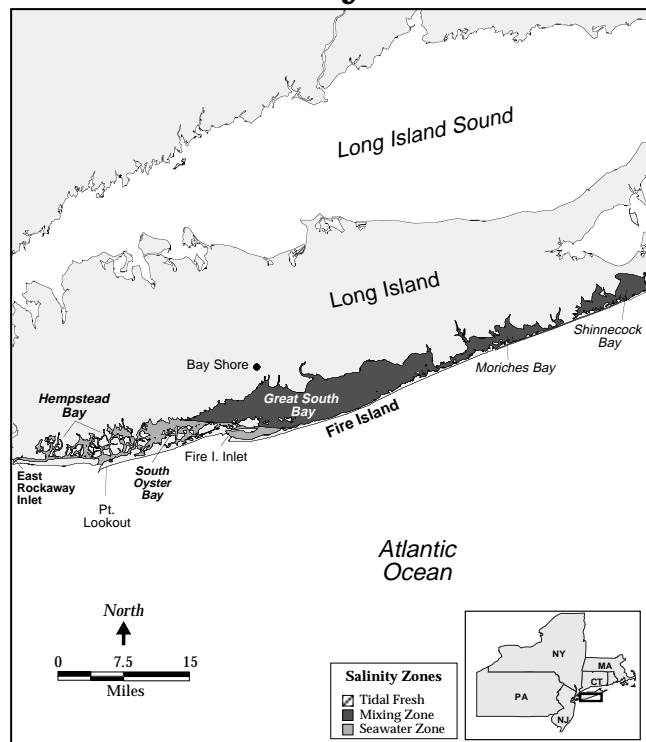 Long Island Sound
Long Island
Shinnecock
Bay
Moriches Bay
Bay Shore
Great South
Bay
Fire Island
Hempstead
Bay
Fire I. Inlet
South
Oyster
Bay
East
Rockaway
Inlet
Pt.
Lookout
Atlantic
Ocean
North
0 7.5 15
Miles
Salinity Zones
Tidal Fresh
Mixing Zone
Seawater Zone
NY
MA
CT
PA
NJ